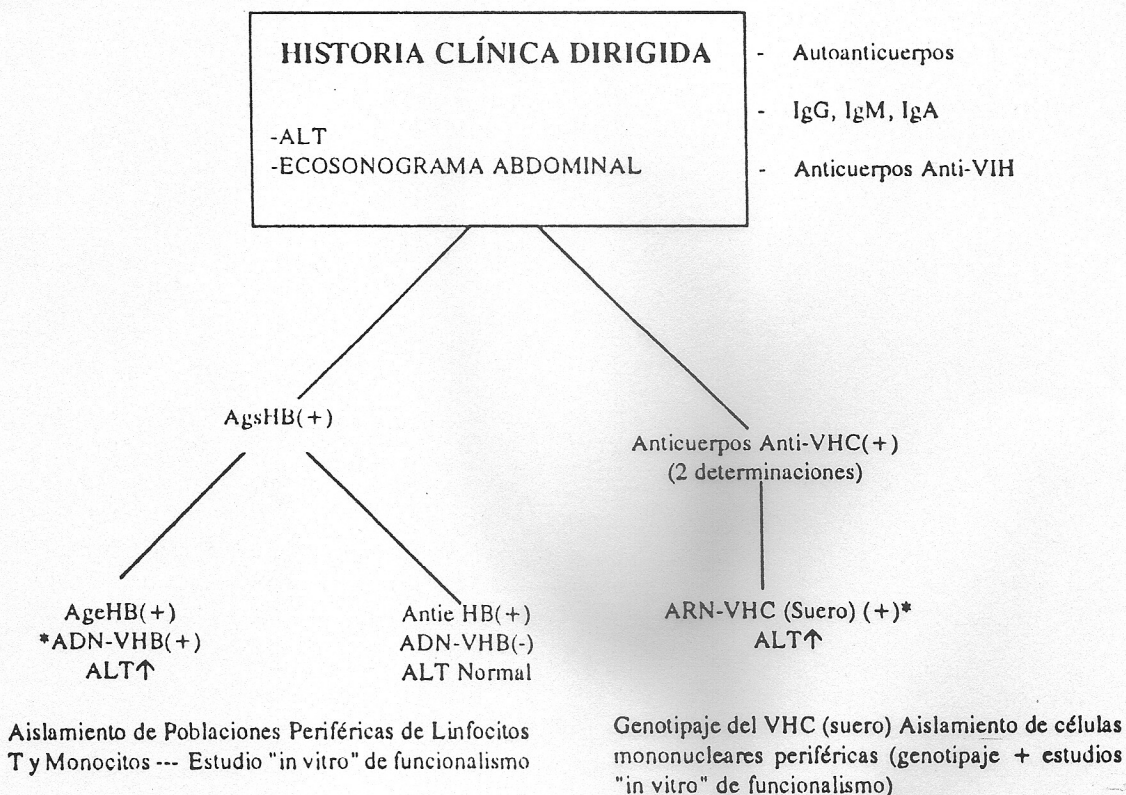 HISTORIA CLÍNICA DIRIGIDA
-ALT
-ECOSONOGRAMA ABDOMINAL
- Autoanticuerpos
- IgG, IgM, IgA
- Anticuerpos Anti-VIH
AgsHB(+)
Anticuerpos Anti-VHC(+)
(2 determinaciones)
AgeHB(+)
*ADN-VHB(+)
ALT↑
Antie HB(+)
ADN-VHB(-)
ALT Normal
ARN-VHC (Suero) (+)*
ALT↑
Aislamiento de Poblaciones Periféricas de Linfocitos
T y Monocitos --- Estudio "in vitro" de funcionalismo
Genotipaje del VHC (suero) Aislamiento de células
mononucleares periféricas (genotipaje + estudios
"in vitro" de funcionalismo)